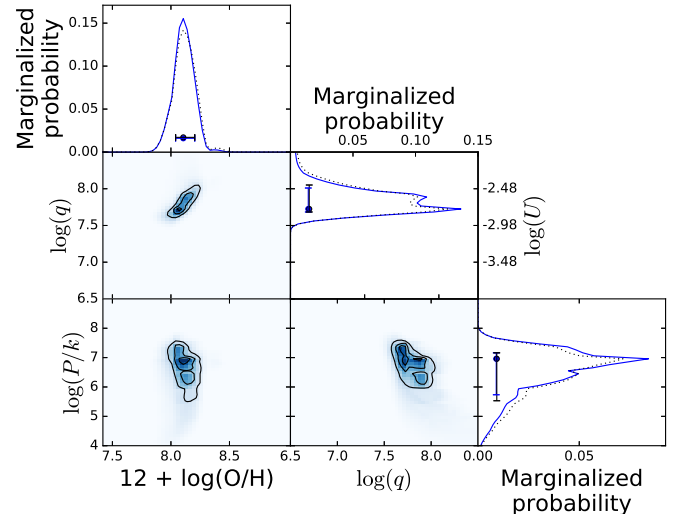 Marginalized
probability
0.15
0.10
0.05
0.00
Marginalized
probability
0.05 0.10 0.15
log(q)
8.0
7.5
7.0
6.5
-2.48
-2.98
-3.48
log(U)
log(P/k)
8
7
6
5
4
7.5 8.0 8.5 6.5 7.0 7.5 8.0 0.00 0.05
12 + log(O/H)
log(q)
Marginalized
probability